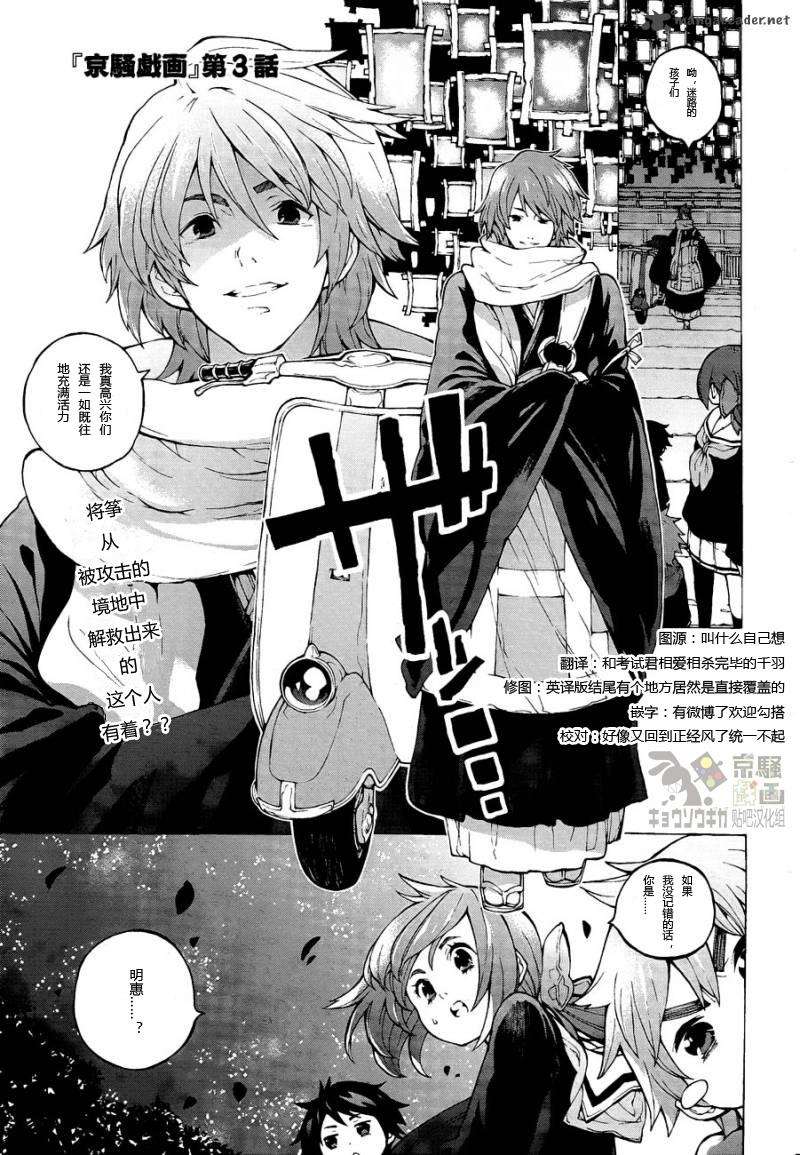 mangareader.net
『京騒戯画』第3話
哟,迷路的
孩子们
我真高兴你们
还是一如既往
地充满活力
将筝
从
被攻击的
境地中
解救出来
的
这个人
有着??
图源:叫什么自己想
翻译:和考试君相爱相杀完毕的千羽
修图:英译版结尾有个地方居然是直接覆盖的
嵌字:有微博了欢迎勾搭
校对:好像又回到正经风了统一不起
京騒
戯画
キョウソウギガ
贴吧汉化组
如果
我没记错的话,
你是……
明惠……?